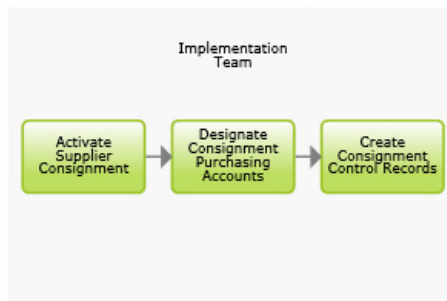 Implementation
Team
Activate
Supplier
Consignment
Designate
Consignment
Purchasing
Accounts
Create
Consignment
Control Records